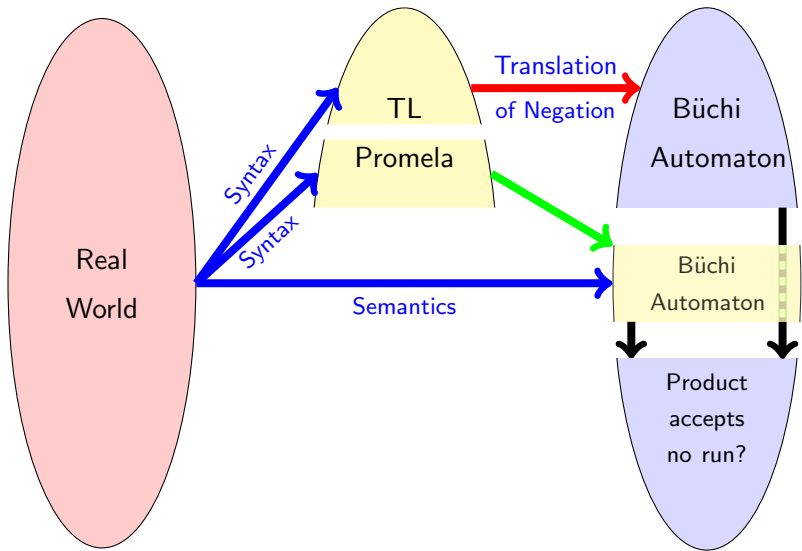 Real
World
Syntax
Syntax
TL
Promela
Translation
of Negation
Semantics
Büchi
Automaton
Büchi
Automaton
Product
accepts
no run?